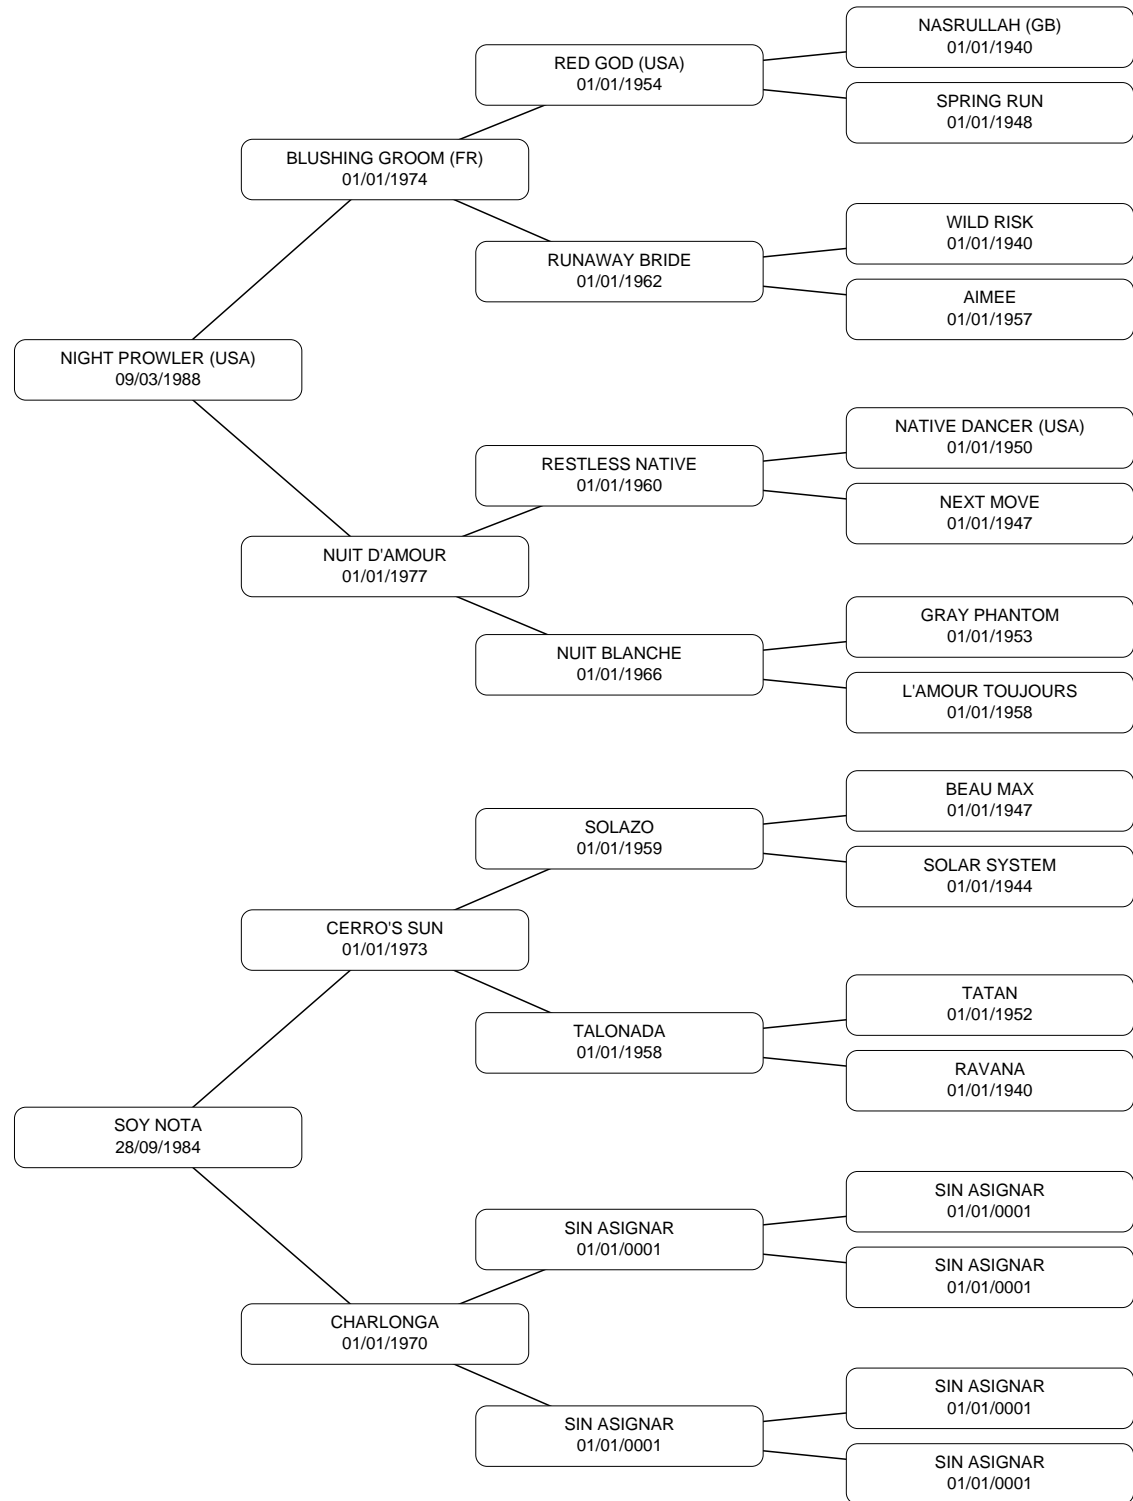 NASRULLAH (GB)
01/01/1940
RED GOD (USA)
01/01/1954
SPRING RUN
01/01/1948
BLUSHING GROOM (FR)
01/01/1974
WILD RISK
01/01/1940
RUNAWAY BRIDE
01/01/1962
AIMEE
01/01/1957
NIGHT PROWLER (USA)
09/03/1988
NATIVE DANCER (USA)
01/01/1950
RESTLESS NATIVE
01/01/1960
NEXT MOVE
01/01/1947
NUIT D'AMOUR
01/01/1977
GRAY PHANTOM
01/01/1953
NUIT BLANCHE
01/01/1966
L'AMOUR TOUJOURS
01/01/1958
BEAU MAX
01/01/1947
SOLAZO
01/01/1959
SOLAR SYSTEM
01/01/1944
CERRO'S SUN
01/01/1973
TATAN
01/01/1952
TALONADA
01/01/1958
RAVANA
01/01/1940
SOY NOTA
28/09/1984
SIN ASIGNAR
01/01/0001
SIN ASIGNAR
01/01/0001
SIN ASIGNAR
01/01/0001
CHARLONGA
01/01/1970
SIN ASIGNAR
01/01/0001
SIN ASIGNAR
01/01/0001
SIN ASIGNAR
01/01/0001